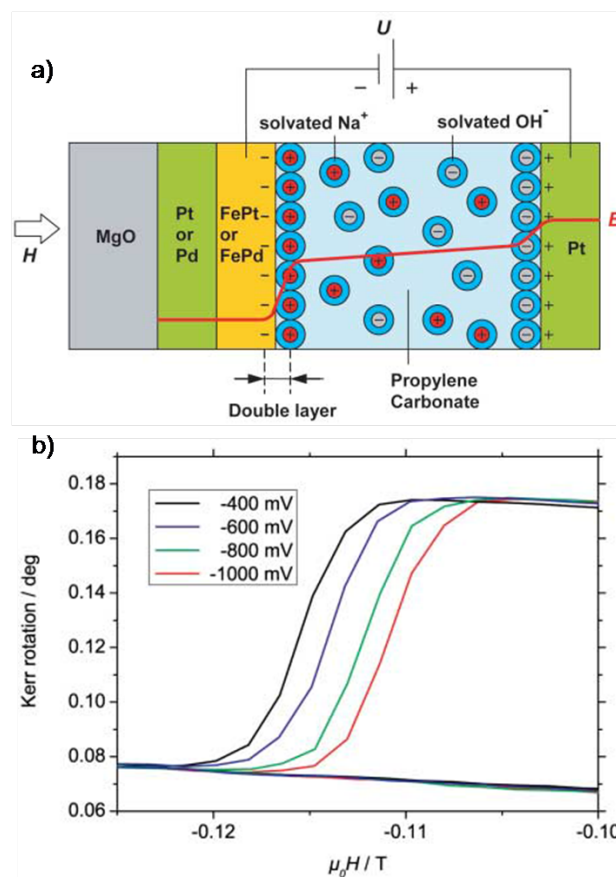 a)
U
− +
solvated Na⁺
solvated OH⁻
H
MgO
Pt
or
Pd
FePt
or
FePd
Pt
E
Double layer
Propylene
Carbonate
b)
Kerr rotation / deg
0.18
0.16
0.14
0.12
0.10
0.08
0.06
-400 mV
-600 mV
-800 mV
-1000 mV
-0.12
-0.11
-0.10
μ₀H / T